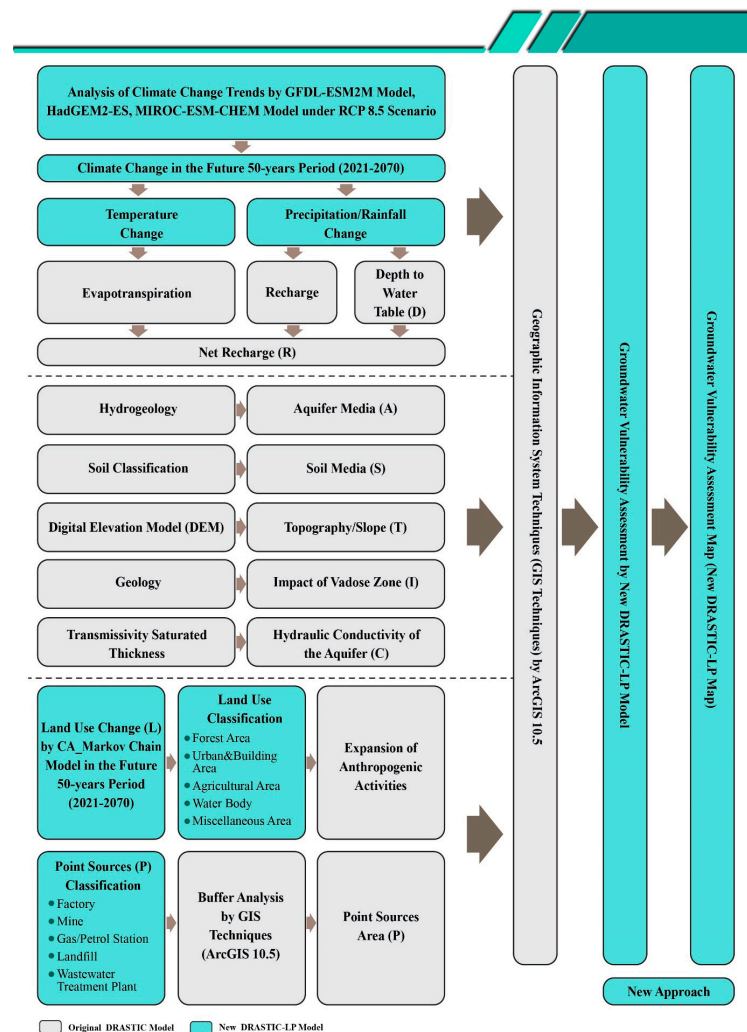 Analysis of Climate Change Trends by GFDL-ESM2M Model,
HadGEM2-ES, MIROC-ESM-CHEM Model under RCP 8.5 Scenario
Climate Change in the Future 50-years Period (2021-2070)
Temperature
Change
Precipitation/Rainfall
Change
Evapotranspiration
Recharge
Depth to
Water
Table (D)
Net Recharge (R)
Hydrogeology
Aquifer Media (A)
Soil Classification
Soil Media (S)
Digital Elevation Model (DEM)
Topography/Slope (T)
Geology
Impact of Vadose Zone (I)
Transmissivity Saturated
Thickness
Hydraulic Conductivity of
the Aquifer (C)
Land Use Change (L)
by CA_Markov Chain
Model in the Future
50-years Period
(2021-2070)
Land Use
Classification
Forest Area
Urban&Building
Area
Agricultural Area
Water Body
Miscellaneous Area
Expansion of
Anthropogenic
Activities
Point Sources (P)
Classification
Factory
Mine
Gas/Petrol Station
Landfill
Wastewater
Treatment Plant
Buffer Analysis
by GIS
Techniques
(ArcGIS 10.5)
Point Sources
Area (P)
Geographic Information System Techniques (GIS Techniques) by ArcGIS 10.5
Groundwater Vulnerability Assessment by New DRASTIC-LP Model
Groundwater Vulnerability Assessment Map (New DRASTIC-LP Map)
New Approach
Original DRASTIC Model
New DRASTIC-LP Model